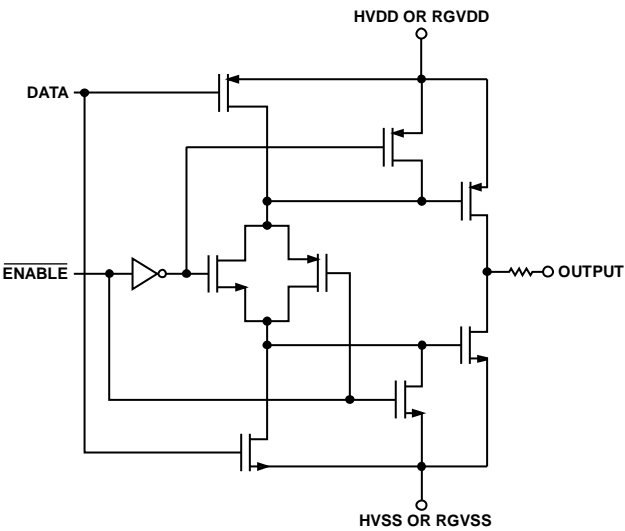 HVDD OR RGVDD
DATA
ENABLE
OUTPUT
HVSS OR RGVSS